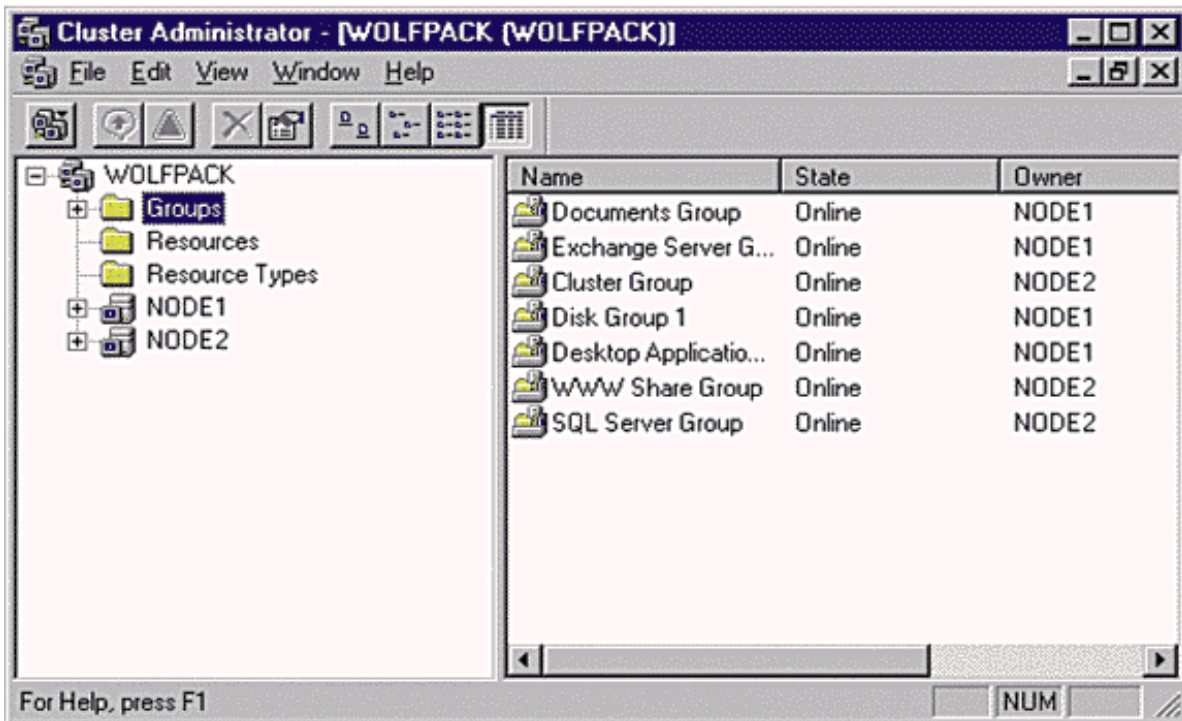 Cluster Administrator - [WOLFPACK (WOLFPACK)]
File Edit View Window Help
WOLFPACK
Groups
Resources
Resource Types
NODE1
NODE2
Name State Owner
Documents Group Online NODE1
Exchange Server G... Online NODE1
Cluster Group Online NODE2
Disk Group 1 Online NODE1
Desktop Applicatio... Online NODE1
WWW Share Group Online NODE2
SQL Server Group Online NODE2
For Help, press F1
NUM